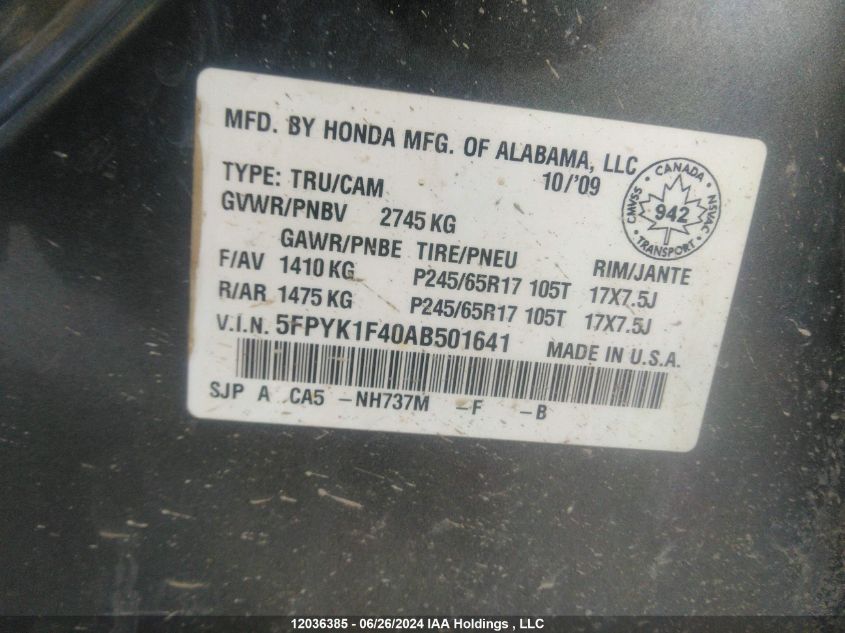 MFD. BY HONDA MFG. OF ALABAMA, LLC
TYPE: TRU/CAM 10/'09
GVWR/PNBV 2745 KG
GAWR/PNBE TIRE/PNEU RIM/JANTE
F/AV 1410 KG P245/65R17 105T 17X7.5J
R/AR 1475 KG P245/65R17 105T 17X7.5J
V.I.N. 5FPYK1F40AB501641 MADE IN U.S.A.
SJP A CA5 -NH737M -F -B
CANADA
CMVSS 942 NSVAC
TRANSPORT
12036385 - 06/26/2024 IAA Holdings , LLC